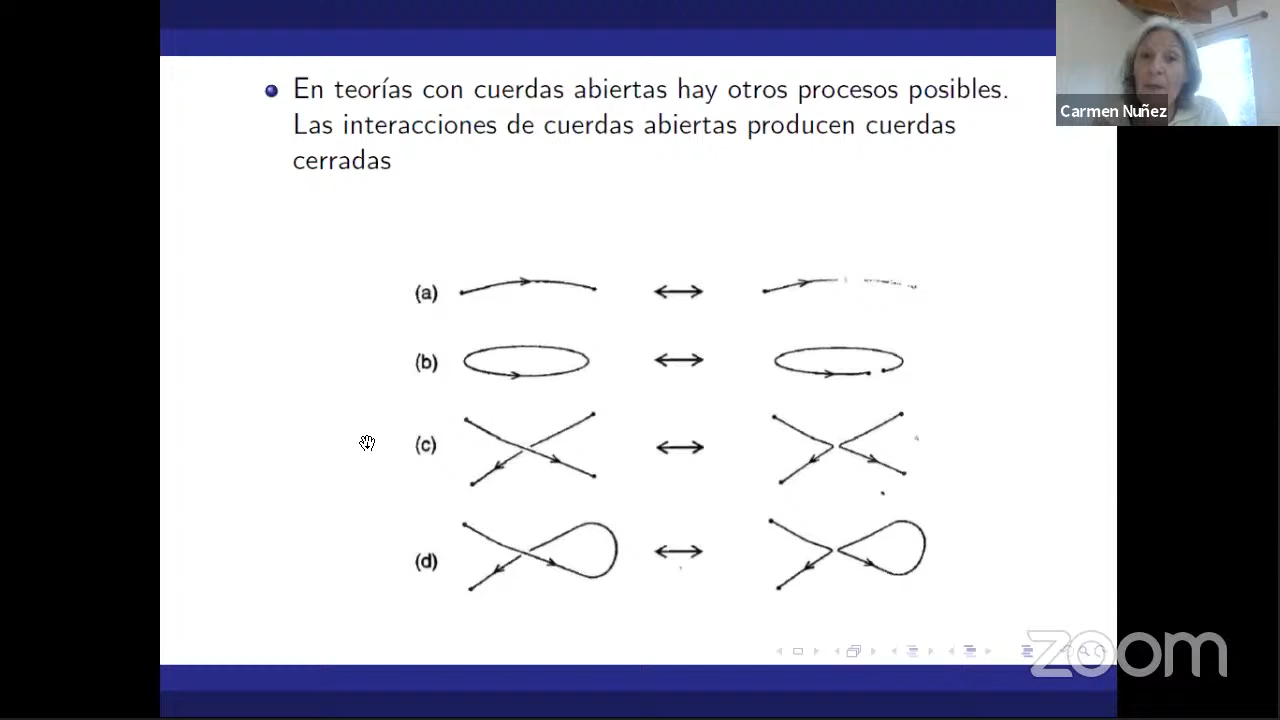 En teorías con cuerdas abiertas hay otros procesos posibles.
Las interacciones de cuerdas abiertas producen cuerdas
cerradas
Carmen Nuñez
(a)
(b)
(c)
(d)
zoom